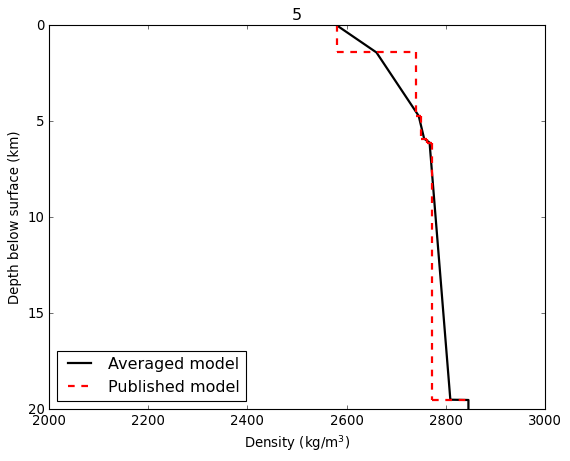 5
0
5
10
15
20
Depth below surface (km)
Averaged model
Published model
2000 2200 2400 2600 2800 3000
Density (kg/m³)